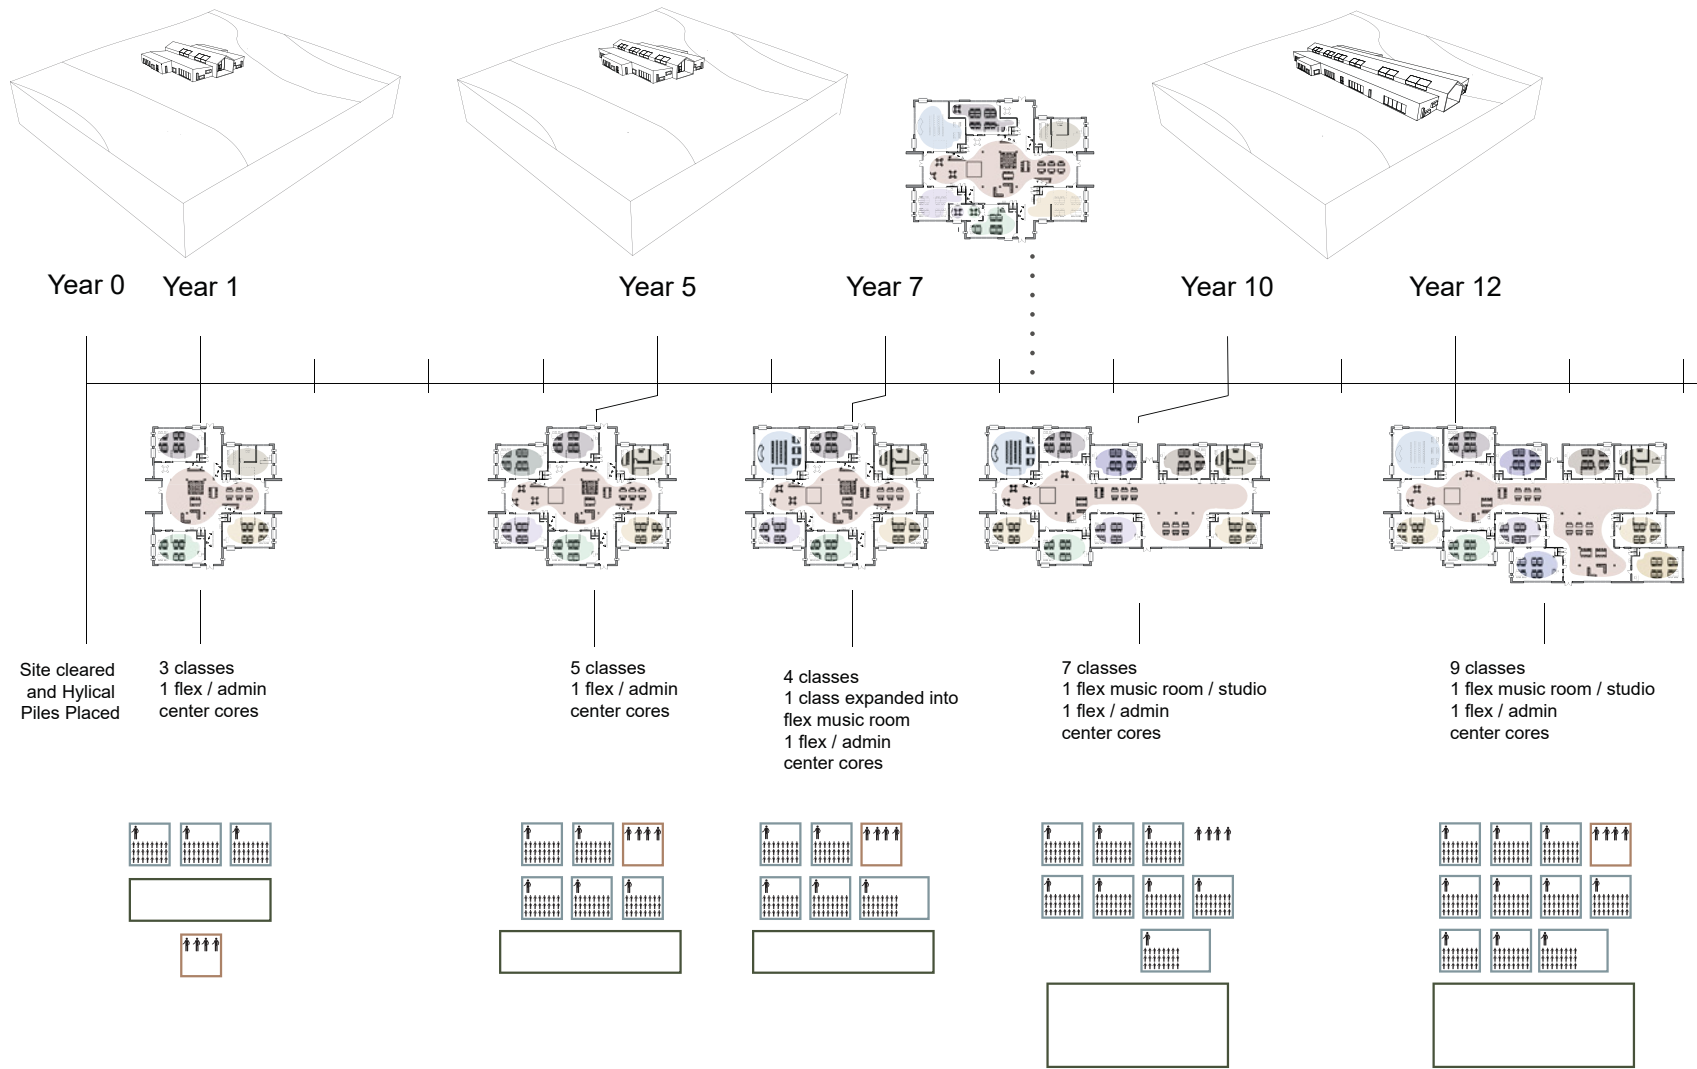 Year 0
Year 1
Year 5
Year 7
Year 10
Year 12
Site cleared
and Hylical
Piles Placed
3 classes
1 flex / admin
center cores
5 classes
1 flex / admin
center cores
4 classes
1 class expanded into
flex music room
1 flex / admin
center cores
7 classes
1 flex music room / studio
1 flex / admin
center cores
9 classes
1 flex music room / studio
1 flex / admin
center cores